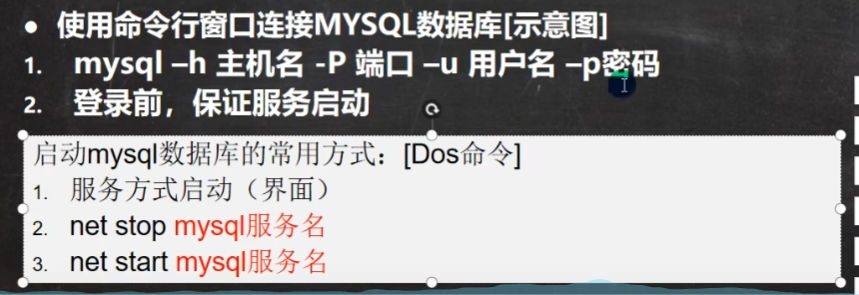 ● 使用命令行窗口连接MYSQL数据库[示意图]
1. mysql –h 主机名 -P 端口 –u 用户名 –p密码
2. 登录前，保证服务启动
启动mysql数据库的常用方式：[Dos命令]
1. 服务方式启动（界面）
2. net stop mysql服务名
3. net start mysql服务名